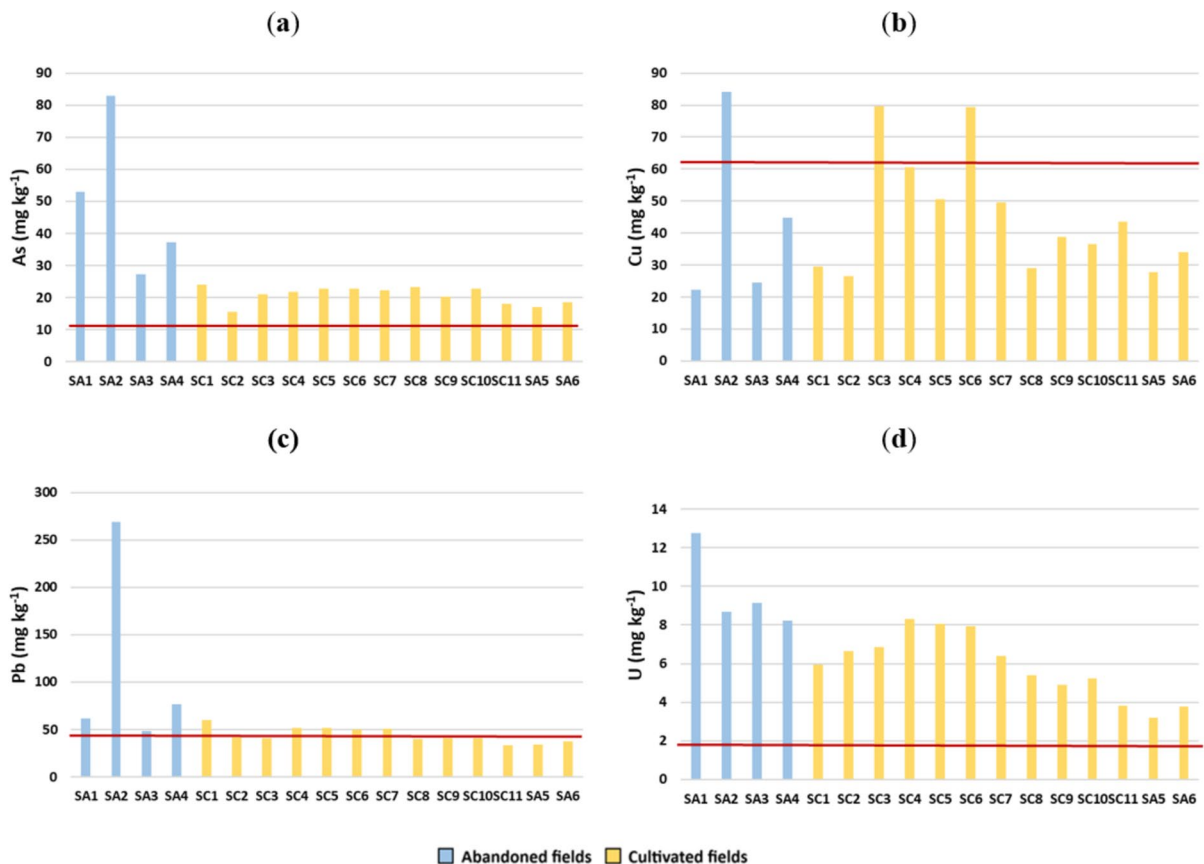 (a)
As (mg kg⁻¹)
90
80
70
60
50
40
30
20
10
0
SA1 SA2 SA3 SA4 SC1 SC2 SC3 SC4 SC5 SC6 SC7 SC8 SC9 SC10 SC11 SA5 SA6
(b)
Cu (mg kg⁻¹)
90
80
70
60
50
40
30
20
10
0
SA1 SA2 SA3 SA4 SC1 SC2 SC3 SC4 SC5 SC6 SC7 SC8 SC9 SC10 SC11 SA5 SA6
(c)
Pb (mg kg⁻¹)
300
250
200
150
100
50
0
SA1 SA2 SA3 SA4 SC1 SC2 SC3 SC4 SC5 SC6 SC7 SC8 SC9 SC10 SC11 SA5 SA6
(d)
U (mg kg⁻¹)
14
12
10
8
6
4
2
0
SA1 SA2 SA3 SA4 SC1 SC2 SC3 SC4 SC5 SC6 SC7 SC8 SC9 SC10 SC11 SA5 SA6
Abandoned fields Cultivated fields